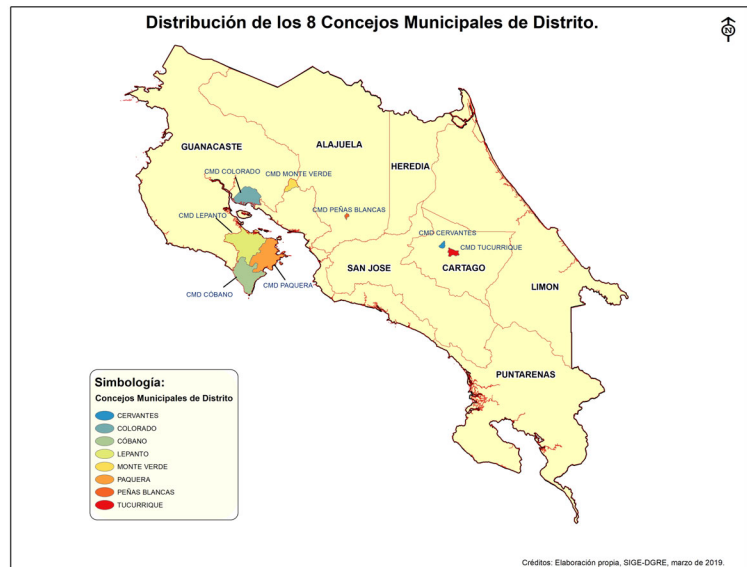 Distribución de los 8 Concejos Municipales de Distrito.
N
GUANACASTE
ALAJUELA
HEREDIA
CMD COLORADO
CMD MONTE VERDE
CMD LEPANTO
CMD PEÑAS BLANCAS
CMD CERVANTES
CMD TUCURRIQUE
SAN JOSE
CARTAGO
CMD PAQUERA
CMD CÓBANO
LIMON
PUNTARENAS
Simbología:
Concejos Municipales de Distrito
CERVANTES
COLORADO
CÓBANO
LEPANTO
MONTE VERDE
PAQUERA
PEÑAS BLANCAS
TUCURRIQUE
Créditos: Elaboración propia, SIGE-DGRE, marzo de 2019.